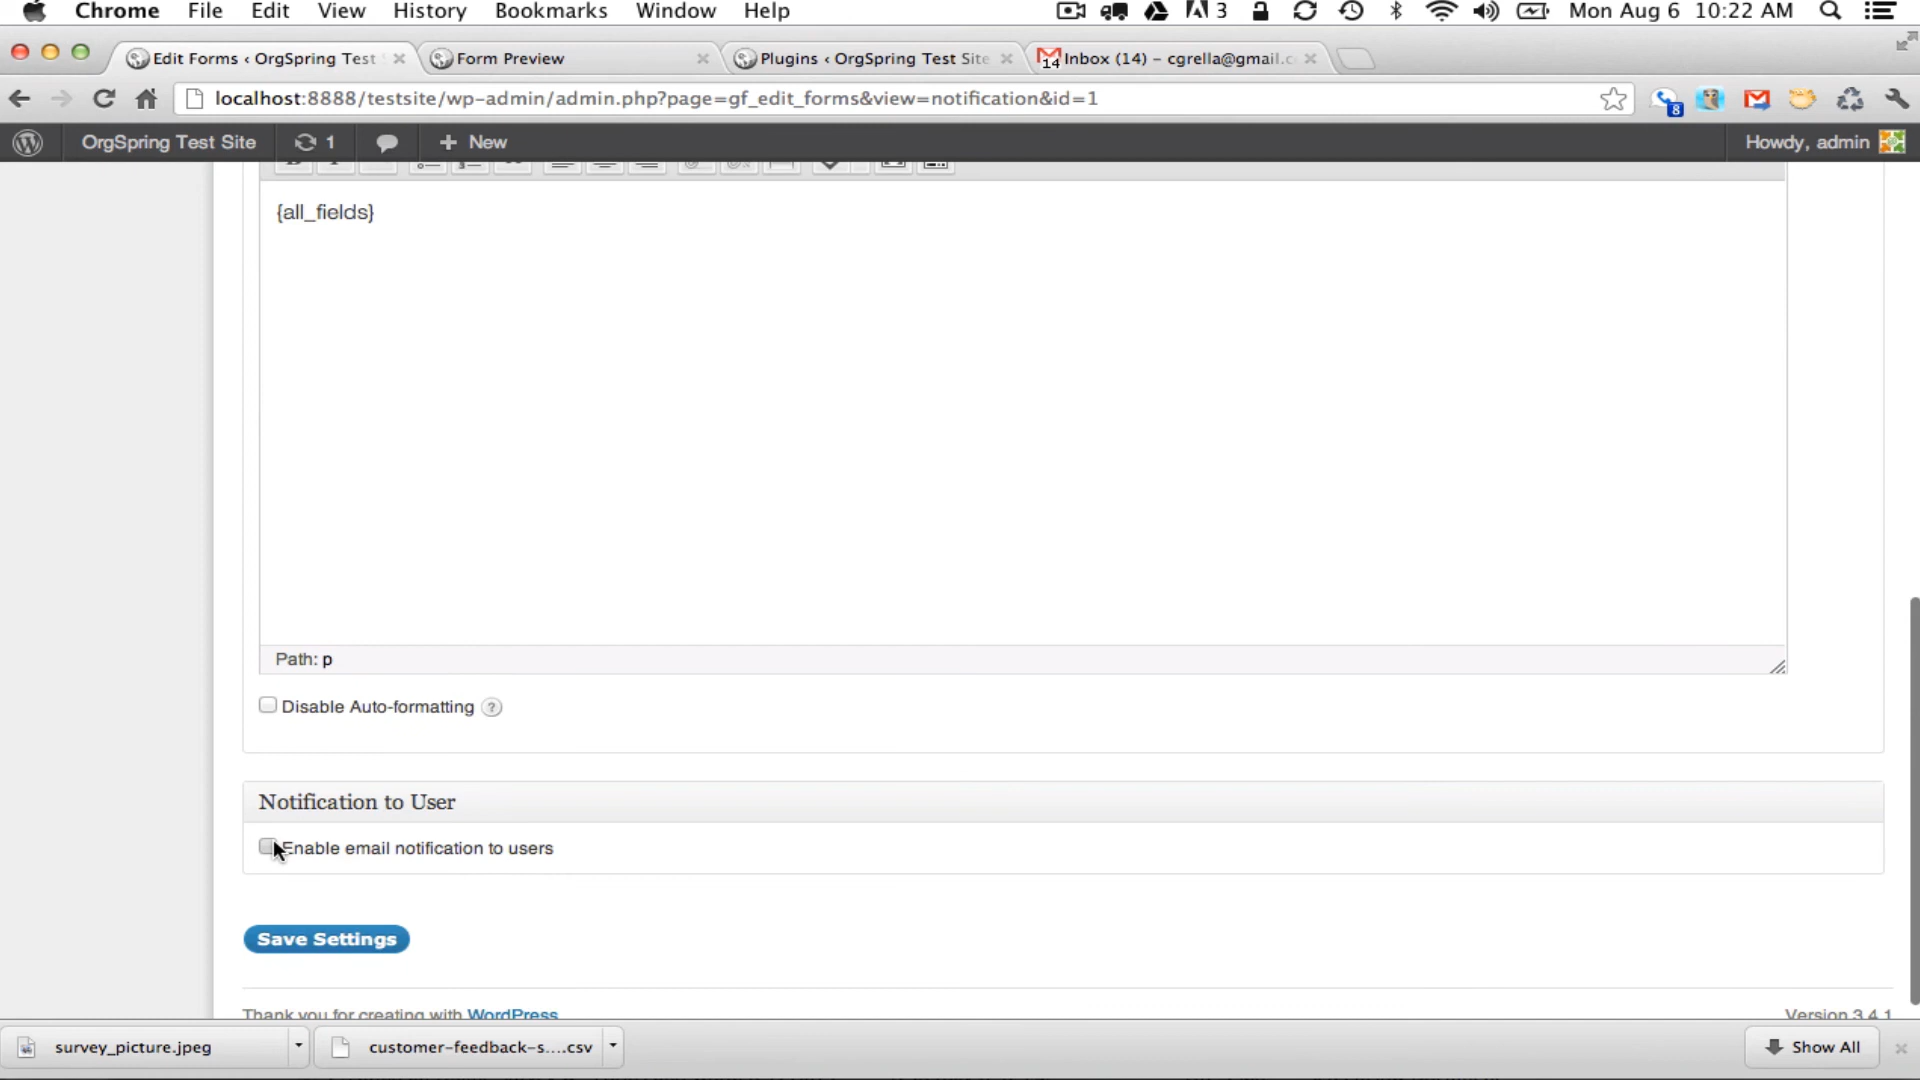 Chrome File Edit View History Bookmarks Window Help 3 Mon Aug 6 10:22 AM
Edit Forms ‹ OrgSpring Test Form Preview Plugins ‹ OrgSpring Test Site 14 Inbox (14) – cgrella@gmail.c
localhost:8888/testsite/wp-admin/admin.php?page=gf_edit_forms&view=notification&id=1 8
OrgSpring Test Site 1 + New Howdy, admin
{all_fields}
Path: p
Disable Auto-formatting ?
Notification to User
Enable email notification to users
Save Settings
Thank you for creating with WordPress Version 3.4.1
survey_picture.jpeg customer-feedback-s....csv Show All